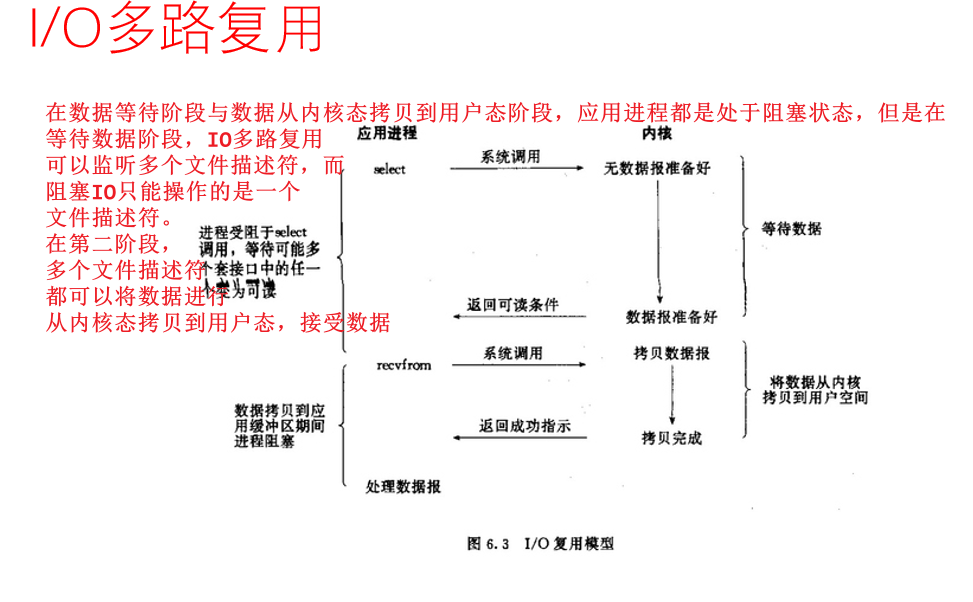 I/O多路复用
在数据等待阶段与数据从内核态拷贝到用户态阶段，应用进程都是处于阻塞状态，但是在
等待数据阶段，IO多路复用
可以监听多个文件描述符，而
阻塞IO只能操作的是一个
文件描述符。
在第二阶段，
多个文件描述符
都可以将数据进行
从内核态拷贝到用户态，接受数据
应用进程
内核
select
系统调用
无数据报准备好
进程受阻于select
调用，等待可能多
个套接口中的任一
变为可读
等待数据
返回可读条件
数据报准备好
recvfrom
系统调用
拷贝数据报
数据拷贝到应
用缓冲区期间
进程阻塞
将数据从内核
拷贝到用户空间
返回成功指示
拷贝完成
处理数据报
图 6.3 I/O 复用模型